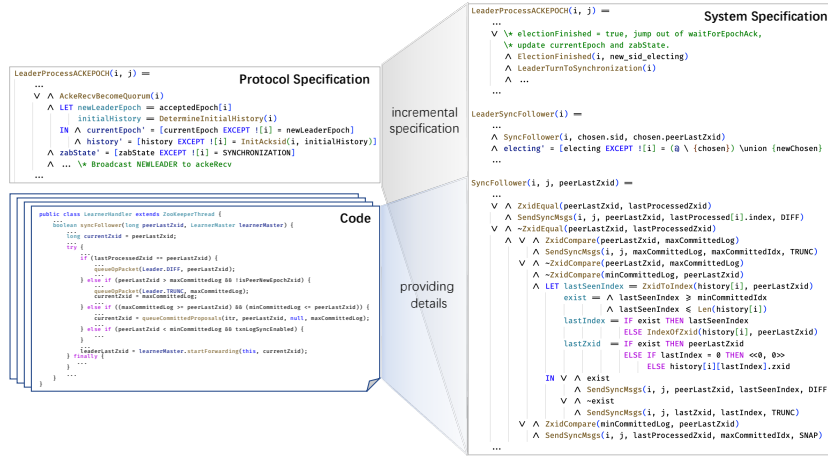 Protocol Specification
LeaderProcessACKEPOCH(i, j) ==
...
∨ ∧ AckeRecvBecomeQuorum(i)
∧ LET newLeaderEpoch == acceptedEpoch[i]
initialHistory == DetermineInitialHistory(i)
IN ∧ currentEpoch' = [currentEpoch EXCEPT ![i] = newLeaderEpoch]
∧ history' = [history EXCEPT ![i] = InitAcksid(i, initialHistory)]
∧ zabState' = [zabState EXCEPT ![i] = SYNCHRONIZATION]
∧ ... \* Broadcast NEWLEADER to ackeRecv
...
Code
public class LearnerHandler extends ZooKeeperThread {
...
boolean syncFollower(long peerLastZxid, LearnerMaster learnerMaster) {
...
long currentZxid = peerLastZxid;
...
try {
...
if (lastProcessedZxid == peerLastZxid) {
...
queueOpPacket(Leader.DIFF, peerLastZxid);
...
} else if (peerLastZxid > maxCommittedLog && !isPeerNewEpochZxid) {
...
queueOpPacket(Leader.TRUNC, maxCommittedLog);
currentZxid = maxCommittedLog;
...
} else if ((maxCommittedLog >= peerLastZxid) && (minCommittedLog <= peerLastZxid)) {
...
currentZxid = queueCommittedProposals(itr, peerLastZxid, null, maxCommittedLog);
...
} else if (peerLastZxid < minCommittedLog && txnLogSyncEnabled) {
...
}
...
leaderLastZxid = learnerMaster.startForwarding(this, currentZxid);
} finally {
...
}
...
}
}
incremental
specification
providing
details
System Specification
LeaderProcessACKEPOCH(i, j) ==
...
∨ \* electionFinished = true, jump out of waitForEpochAck,
\* update currentEpoch and zabState.
∧ ElectionFinished(i, new_sid_electing)
∧ LeaderTurnToSynchronization(i)
∧ ...
...
LeaderSyncFollower(i) ==
...
∧ SyncFollower(i, chosen.sid, chosen.peerLastZxid)
∧ electing' = [electing EXCEPT ![i] = (@ \ {chosen}) \union {newChosen}
...
SyncFollower(i, j, peerLastZxid) ==
...
∨ ∧ ZxidEqual(peerLastZxid, lastProcessedZxid)
∧ SendSyncMsgs(i, j, peerLastZxid, lastProcessed[i].index, DIFF)
∨ ∧ ~ZxidEqual(peerLastZxid, lastProcessedZxid)
∧ ∨ ∧ ZxidCompare(peerLastZxid, maxCommittedLog)
∧ SendSyncMsgs(i, j, maxCommittedLog, maxCommittedIdx, TRUNC)
∨ ∧ ~ZxidCompare(peerLastZxid, maxCommittedLog)
∧ ~ZxidCompare(minCommittedLog, peerLastZxid)
∧ LET lastSeenIndex == ZxidToIndex(history[i], peerLastZxid)
exist == ∧ lastSeenIndex ≥ minCommittedIdx
∧ lastSeenIndex ≤ Len(history[i])
lastIndex == IF exist THEN lastSeenIndex
ELSE IndexOfZxid(history[i], peerLastZxid)
lastZxid == IF exist THEN peerLastZxid
ELSE IF lastIndex = 0 THEN <<0, 0>>
ELSE history[i][lastIndex].zxid
IN ∨ ∧ exist
∧ SendSyncMsgs(i, j, peerLastZxid, lastSeenIndex, DIFF
∨ ∧ ~exist
∧ SendSyncMsgs(i, j, lastZxid, lastIndex, TRUNC)
∨ ∧ ZxidCompare(minCommittedLog, peerLastZxid)
∧ SendSyncMsgs(i, j, lastProcessedZxid, maxCommittedIdx, SNAP)
...